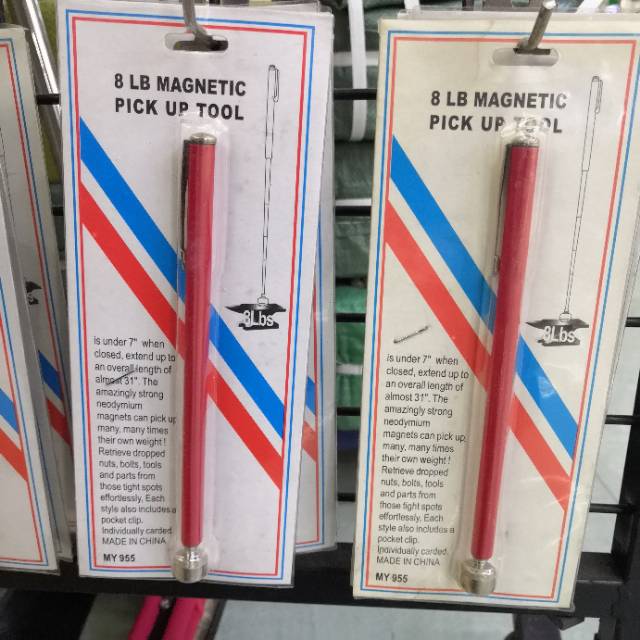 8 LB MAGNETIC
PICK UP TOOL
8Lbs
is under 7" when
closed, extend up to
an overall length of
almost 31". The
amazingly strong
neodymium
magnets can pick up
many, many times
their own weight !
Retrieve dropped
nuts, bolts, tools
and parts from
those tight spots
effortlessly. Each
style also includes a
pocket clip.
Individually carded.
MADE IN CHINA
MY 955
8 LB MAGNETIC
PICK UP TOOL
8Lbs
is under 7" when
closed, extend up to
an overall length of
almost 31". The
amazingly strong
neodymium
magnets can pick up
many, many times
their own weight !
Retrieve dropped
nuts, bolts, tools
and parts from
those tight spots
effortlessly. Each
style also includes a
pocket clip.
Individually carded.
MADE IN CHINA
MY 955